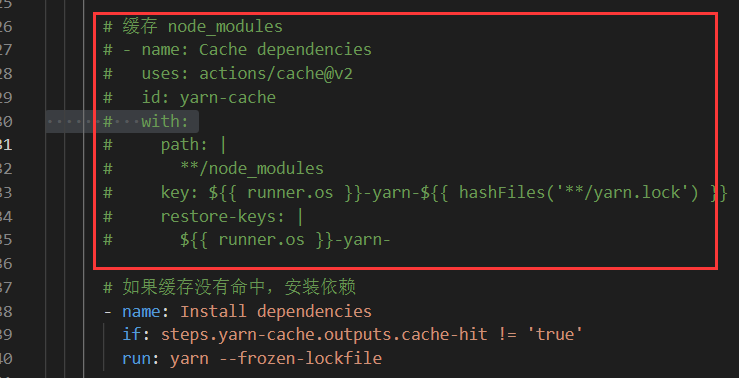 25
26 # 缓存 node_modules
27 # - name: Cache dependencies
28 #   uses: actions/cache@v2
29 #   id: yarn-cache
30 #   with:
31 #     path: |
32 #       **/node_modules
33 #     key: ${{ runner.os }}-yarn-${{ hashFiles('**/yarn.lock') }}
34 #     restore-keys: |
35 #       ${{ runner.os }}-yarn-
36
37 # 如果缓存没有命中，安装依赖
38 - name: Install dependencies
39   if: steps.yarn-cache.outputs.cache-hit != 'true'
40   run: yarn --frozen-lockfile